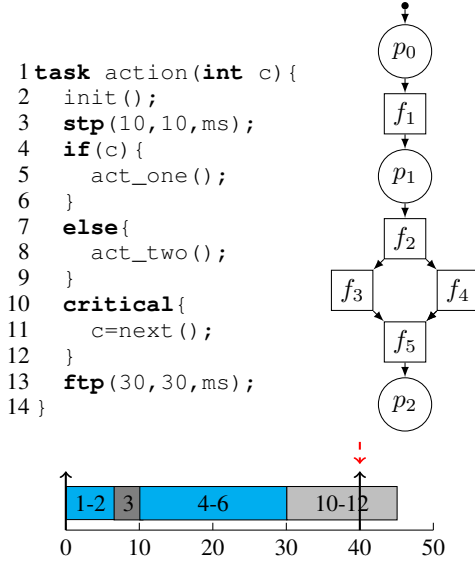 1 task action(int c){
2 init();
3 stp(10,10,ms);
4 if(c){
5 act_one();
6 }
7 else{
8 act_two();
9 }
10 critical{
11 c=next();
12 }
13 ftp(30,30,ms);
14 }
p0
f1
p1
f2
f3 f4
f5
p2
1-2 3 4-6 10-12
0 10 20 30 40 50